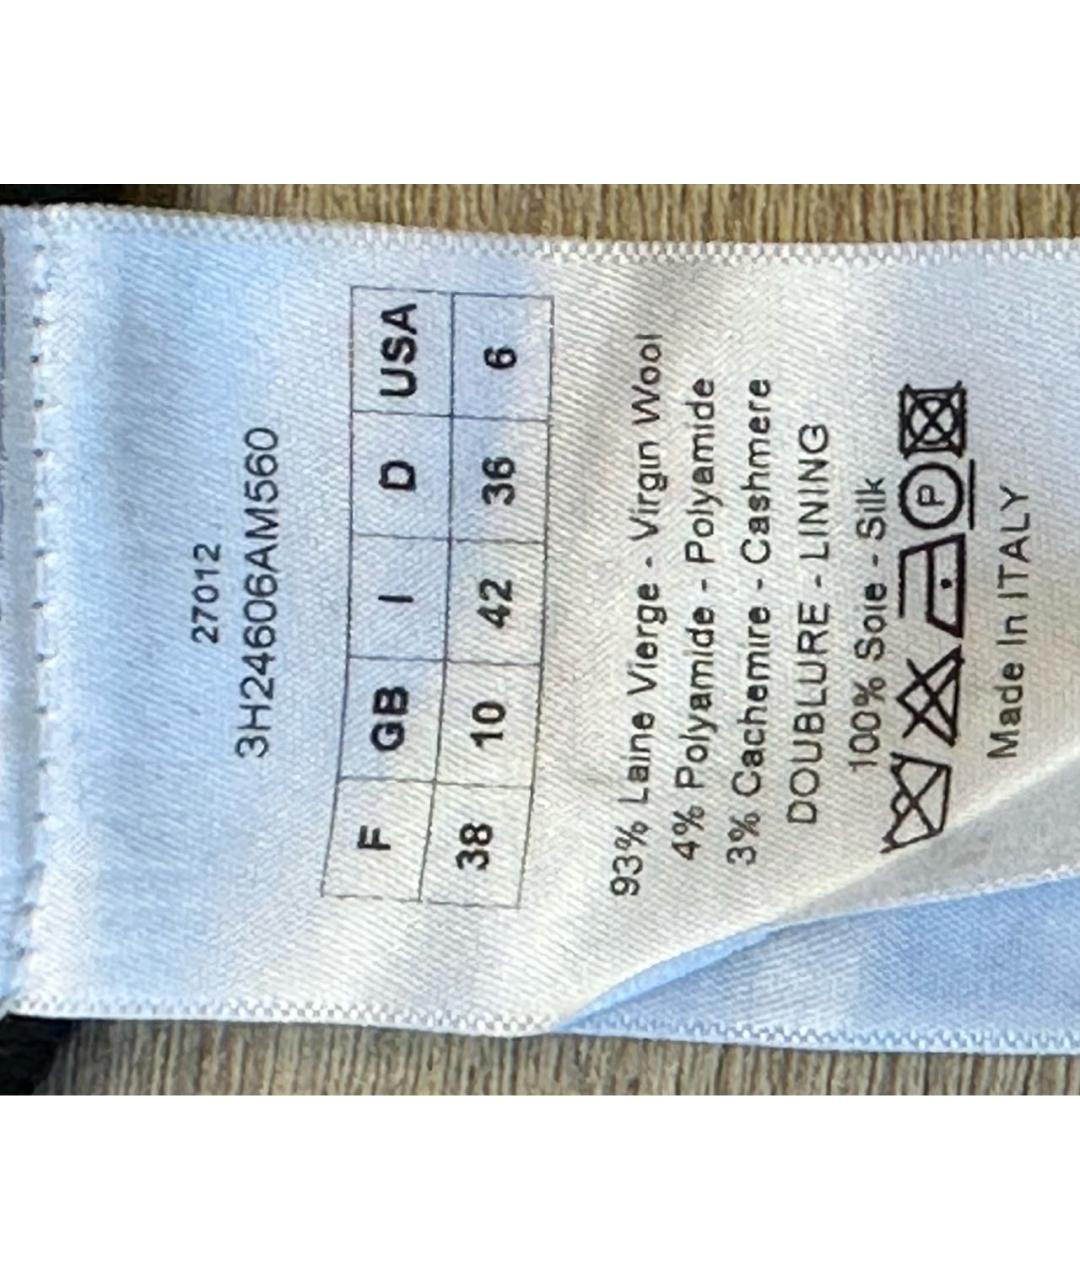 27012
3H24606AM560
F GB I D USA
38 10 42 36 6
93% Laine Vierge - Virgin Wool
4% Polyamide - Polyamide
3% Cachemire - Cashmere
DOUBLURE - LINING
100% Soie - Silk
P
Made In ITALY